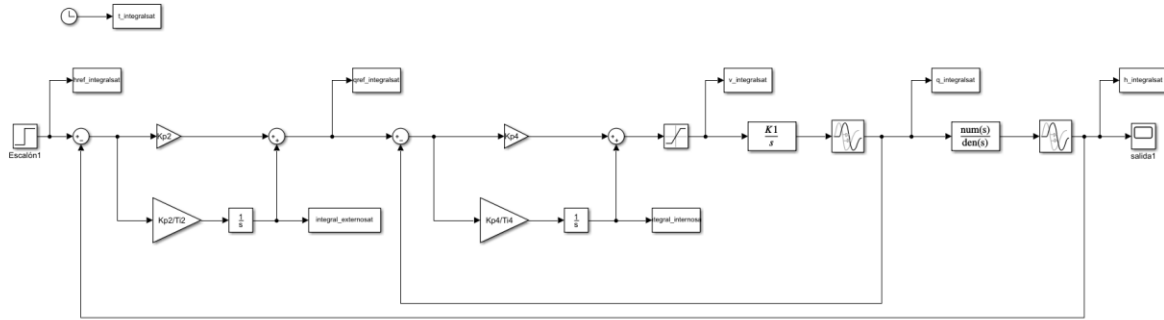 t_integralsat
href_integralsat
qref_integralsat
v_integralsat
q_integralsat
h_integralsat
Escalón1
Kp2
Kp4
K1
s
num(s)
den(s)
salida1
Kp2/Ti2
1
s
integral_externosat
Kp4/Ti4
1
s